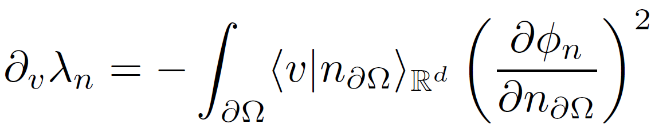 ∂_v λ_n = − ∫_{∂Ω} ⟨v|n_{∂Ω}⟩_{ℝ^d} (∂ϕ_n / ∂n_{∂Ω})^2